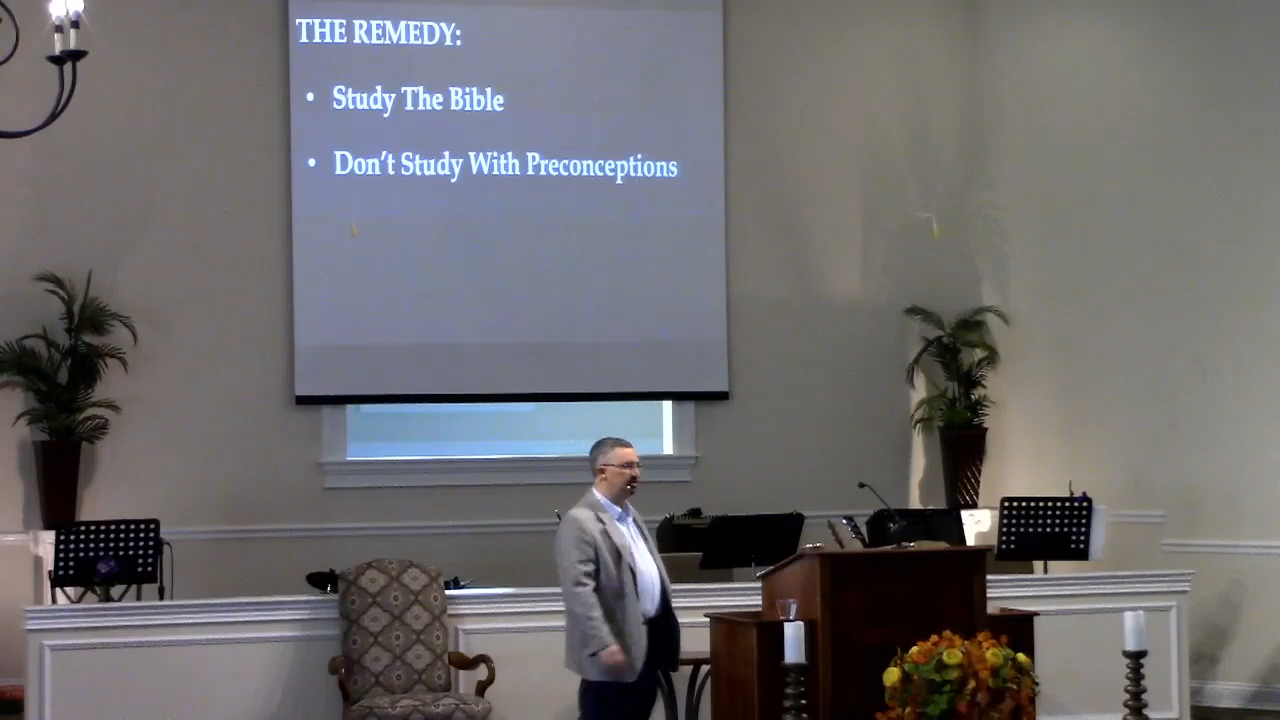 THE REMEDY:
• Study The Bible
• Don't Study With Preconceptions